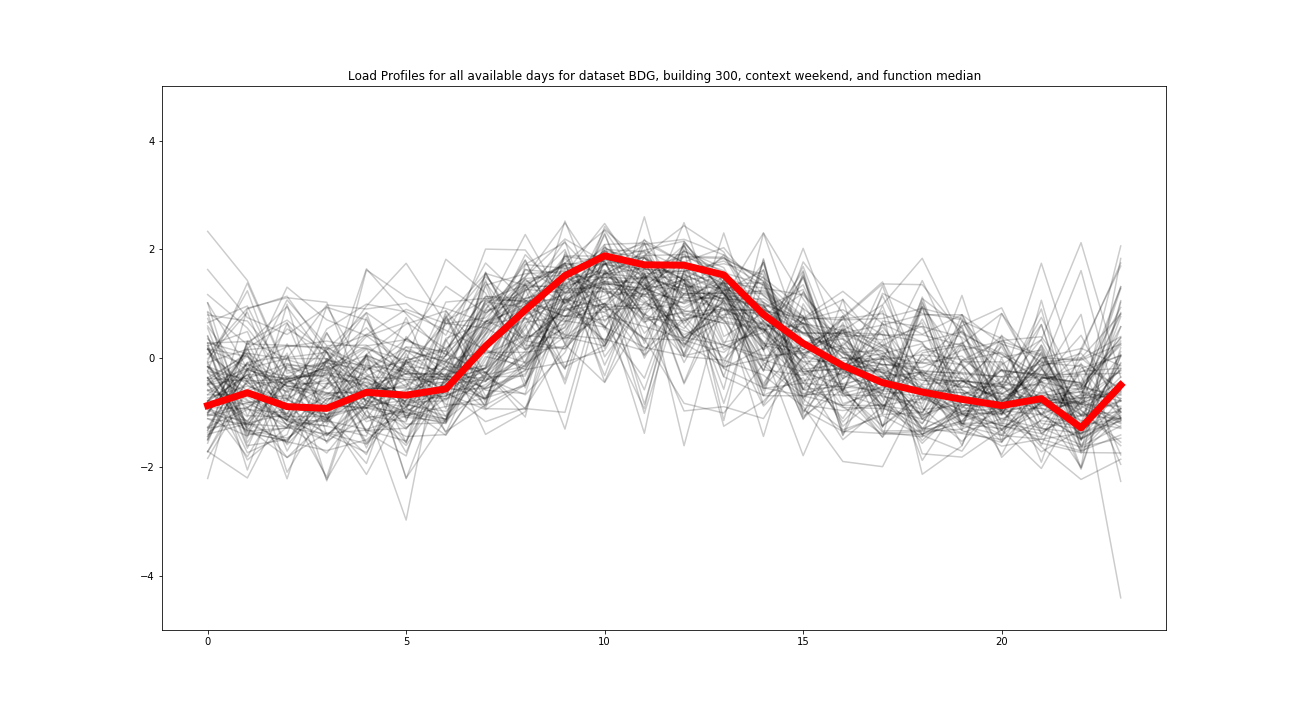 Load Profiles for all available days for dataset BDG, building 300, context weekend, and function median
4
2
0
−2
−4
0 5 10 15 20